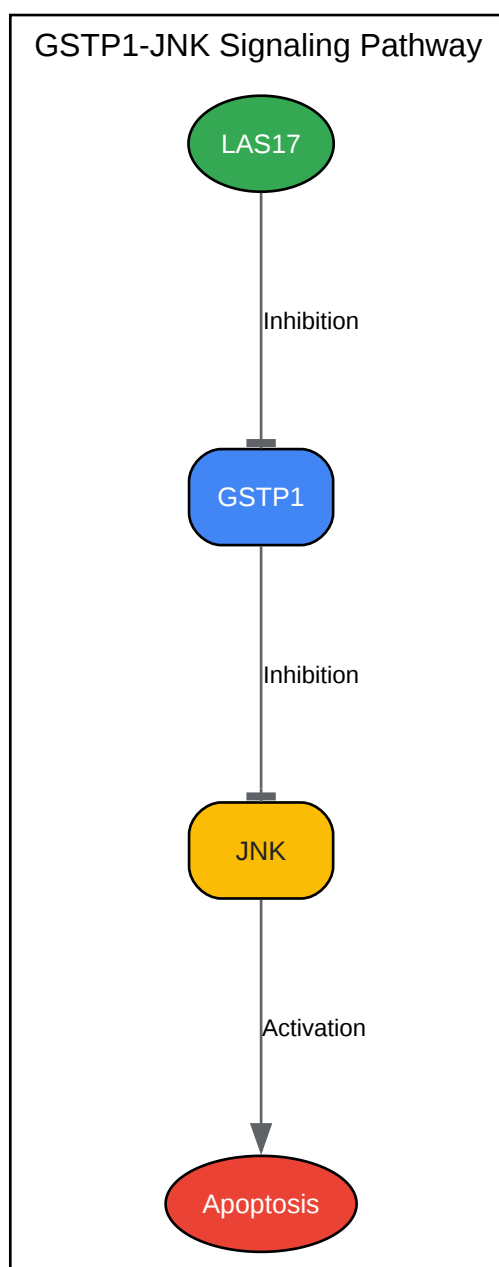 GSTP1-JNK Signaling Pathway
LAS17
Inhibition
GSTP1
Inhibition
JNK
Activation
Apoptosis